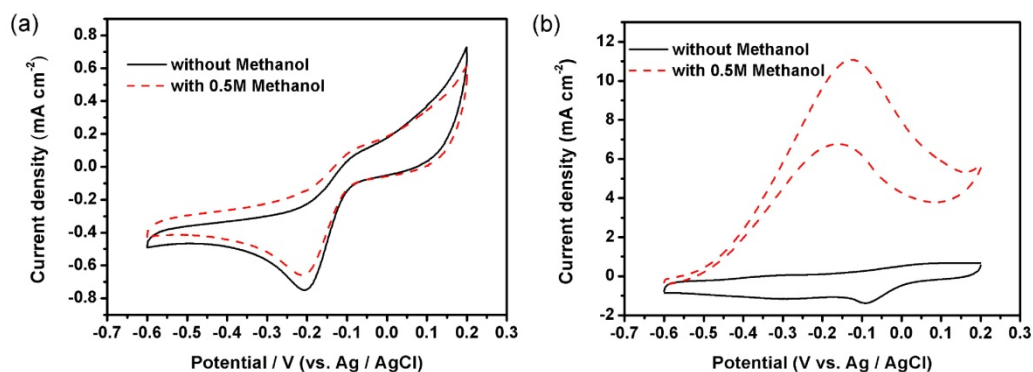 (a)
without Methanol
with 0.5M Methanol
Current density (mA cm⁻²)
0.8
0.6
0.4
0.2
0.0
-0.2
-0.4
-0.6
-0.8
-0.7 -0.6 -0.5 -0.4 -0.3 -0.2 -0.1 0.0 0.1 0.2 0.3
Potential / V (vs. Ag / AgCl)
(b)
without Methanol
with 0.5M Methanol
Current density (mA cm⁻²)
12
10
8
6
4
2
0
-2
-0.7 -0.6 -0.5 -0.4 -0.3 -0.2 -0.1 0.0 0.1 0.2 0.3
Potential (V vs. Ag / AgCl)